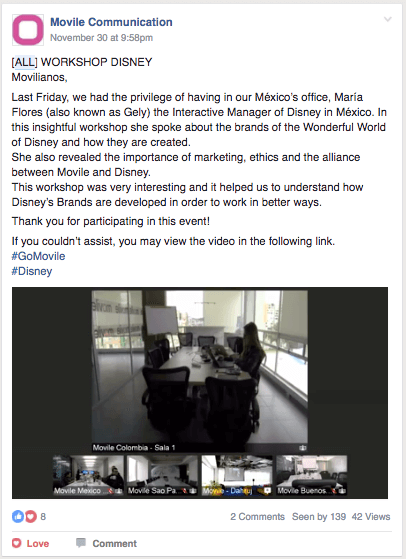 Movile Communication
November 30 at 9:58pm
[ALL] WORKSHOP DISNEY
Movilianos,
Last Friday, we had the privilege of having in our México's office, María
Flores (also known as Gely) the Interactive Manager of Disney in México. In
this insightful workshop she spoke about the brands of the Wonderful World
of Disney and how they are created.
She also revealed the importance of marketing, ethics and the alliance
between Movile and Disney.
This workshop was very interesting and it helped us to understand how
Disney's Brands are developed in order to work in better ways.
Thank you for participating in this event!
If you couldn't assist, you may view the video in the following link.
#GoMovile
#Disney
Movile Colombia - Sala 1
Movile Mexico ...
Movile Sao Pa...
Movile - Dahruj
Movile Buenos...
8
2 Comments Seen by 139 42 Views
Love Comment